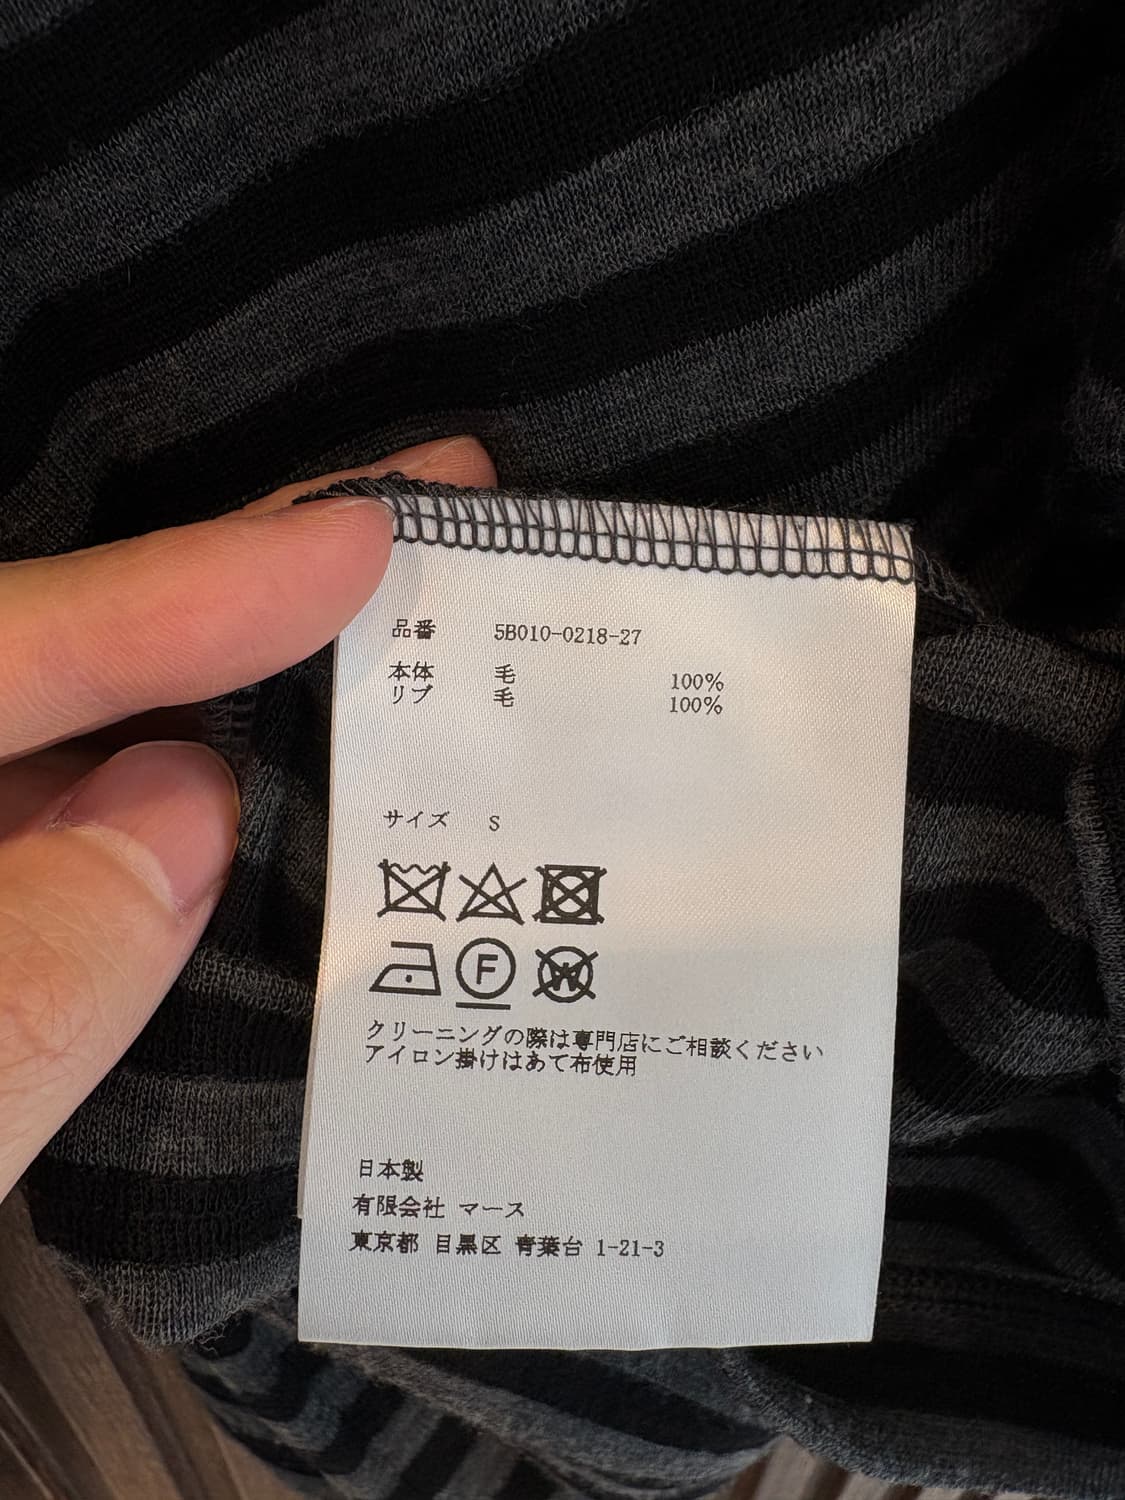 品番 5B010-0218-27
本体 毛 100%
リブ 毛 100%
サイズ S
F W
クリーニングの際は専門店にご相談ください
アイロン掛けはあて布使用
日本製
有限会社 マース
東京都 目黒区 青葉台 1-21-3